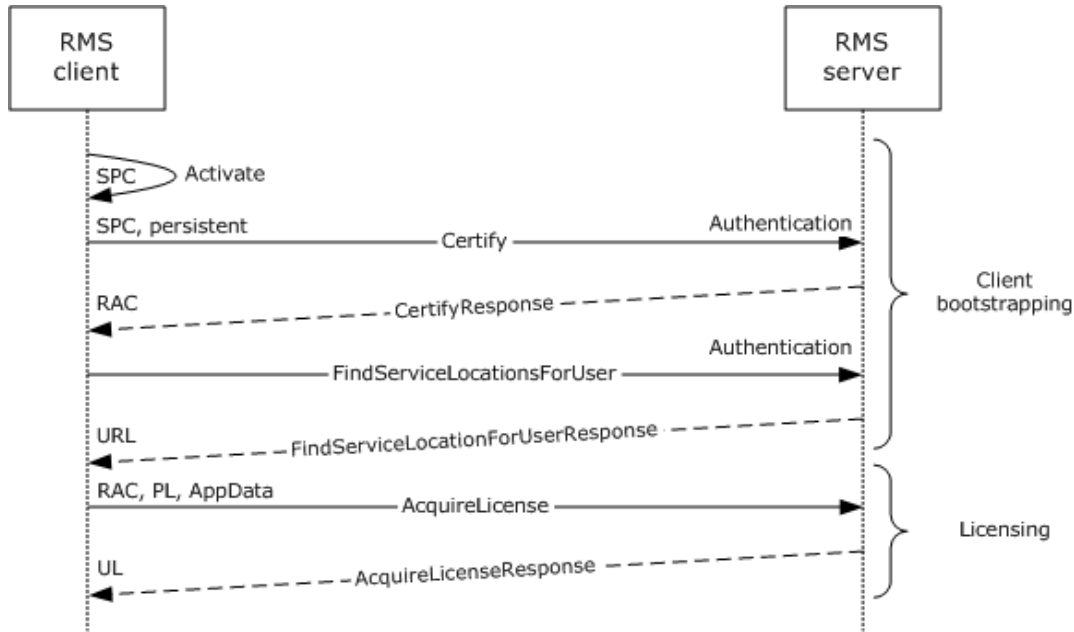 RMS
client
RMS
server
SPC
Activate
SPC, persistent
Authentication
Certify
RAC
CertifyResponse
Client
bootstrapping
Authentication
FindServiceLocationsForUser
URL
FindServiceLocationForUserResponse
RAC, PL, AppData
AcquireLicense
Licensing
UL
AcquireLicenseResponse